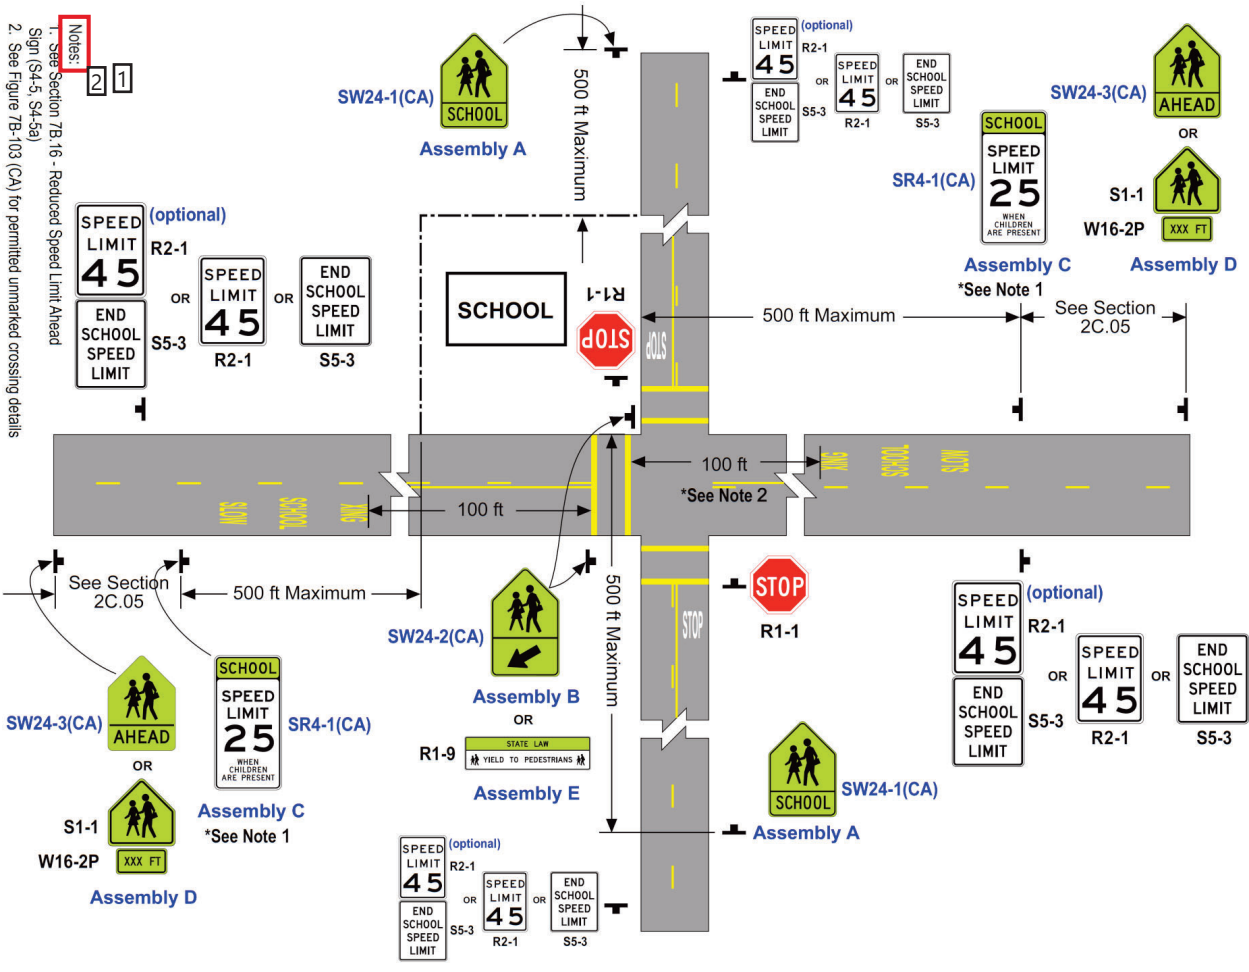 Notes:
1. See Section 7B.16 - Reduced Speed Limit Ahead
Sign (S4-5, S4-5a)
2. See Figure 7B-103 (CA) for permitted unmarked crossing details
2 1
SW24-1(CA)
SCHOOL
Assembly A
500 ft Maximum
SPEED
LIMIT
45
(optional)
R2-1
END
SCHOOL
SPEED
LIMIT
S5-3
OR
SPEED
LIMIT
45
R2-1
OR
END
SCHOOL
SPEED
LIMIT
S5-3
SW24-3(CA)
AHEAD
OR
S1-1
W16-2P
XXX FT
Assembly D
SCHOOL
SPEED
LIMIT
25
WHEN
CHILDREN
ARE PRESENT
SR4-1(CA)
Assembly C
*See Note 1
SPEED
LIMIT
45
(optional)
R2-1
END
SCHOOL
SPEED
LIMIT
S5-3
OR
SPEED
LIMIT
45
R2-1
OR
END
SCHOOL
SPEED
LIMIT
S5-3
SCHOOL
R1-1
STOP
STOP
500 ft Maximum
See Section
2C.05
100 ft
*See Note 2
XING
SCHOOL
SLOW
SLOW
SCHOOL
XING
100 ft
See Section
2C.05
500 ft Maximum
500 ft Maximum
SW24-2(CA)
Assembly B
OR
R1-9
STATE LAW
YIELD TO PEDESTRIANS
Assembly E
STOP
STOP
R1-1
SW24-3(CA)
AHEAD
OR
S1-1
W16-2P
XXX FT
Assembly D
SCHOOL
SPEED
LIMIT
25
WHEN
CHILDREN
ARE PRESENT
SR4-1(CA)
Assembly C
*See Note 1
SPEED
LIMIT
45
(optional)
R2-1
END
SCHOOL
SPEED
LIMIT
S5-3
OR
SPEED
LIMIT
45
R2-1
OR
END
SCHOOL
SPEED
LIMIT
S5-3
SCHOOL
SW24-1(CA)
Assembly A
SPEED
LIMIT
45
(optional)
R2-1
END
SCHOOL
SPEED
LIMIT
S5-3
OR
SPEED
LIMIT
45
R2-1
OR
END
SCHOOL
SPEED
LIMIT
S5-3